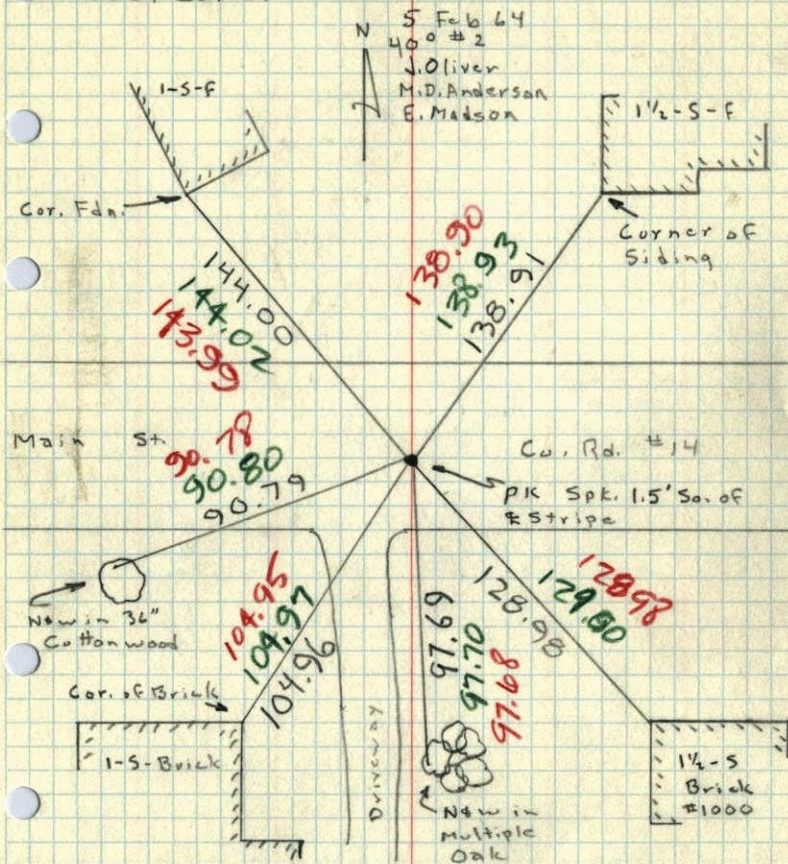 5 Feb 64
N
40° #2
J. Oliver
M.D. Anderson
E. Madson
1-S-F
1½-S-F
Cor. Fdn.
Corner of
Siding
138.90
138.93
138.91
144.00
144.02
143.99
Main St.
Co. Rd. #14
90.78
90.80
90.79
PK Spk. 1.5' So. of
℄ Stripe
N&W in 36"
Cottonwood
104.95
104.97
104.96
97.69
97.70
97.68
128.98
129.00
128.98
Cor. of Brick
1-S-Brick
Driveway
N&W in
Multiple
Oak
1½-S
Brick
#1000